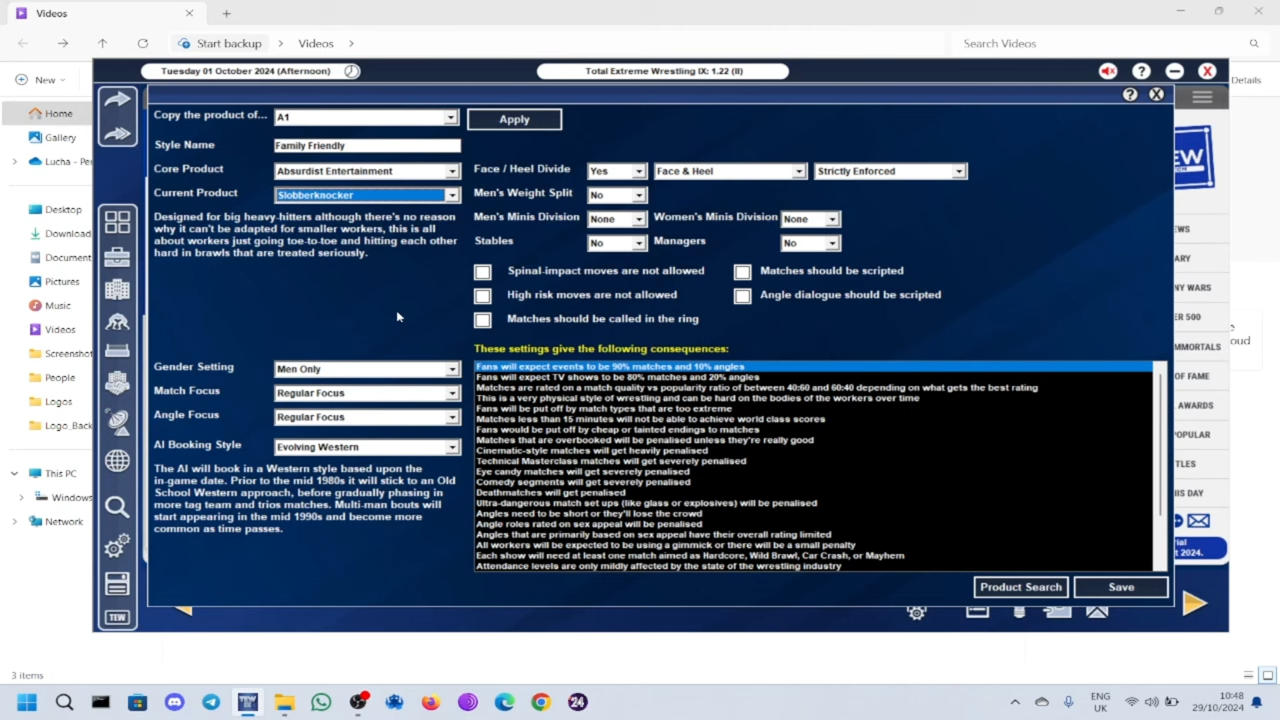 Videos
Start backup
Videos
Search Videos
New
Details
Home
Gallery
Lucha - Pe
Desktop
Download
Document
Pictures
Music
Videos
Screenshot
People
Logos
Logo_Back
This PC
Windows
Network
3 items
Tuesday 01 October 2024 (Afternoon)
Total Extreme Wrestling IX: 1.22 (II)
Copy the product of...
A1
Apply
Style Name
Family Friendly
Core Product
Absurdist Entertainment
Current Product
Slobberknocker
Designed for big heavy-hitters although there's no reason
why it can't be adapted for smaller workers, this is all
about workers just going toe-to-toe and hitting each other
hard in brawls that are treated seriously.
Face / Heel Divide
Yes
Face & Heel
Strictly Enforced
Men's Weight Split
No
Men's Minis Division
None
Women's Minis Division
None
Stables
No
Managers
No
Spinal-impact moves are not allowed
Matches should be scripted
High risk moves are not allowed
Angle dialogue should be scripted
Matches should be called in the ring
Gender Setting
Men Only
Match Focus
Regular Focus
Angle Focus
Regular Focus
AI Booking Style
Evolving Western
The AI will book in a Western style based upon the
in-game date. Prior to the mid 1980s it will stick to an Old
School Western approach, before gradually phasing in
more tag team and trios matches. Multi-man bouts will
start appearing in the mid 1990s and become more
common as time passes.
These settings give the following consequences:
Fans will expect events to be 90% matches and 10% angles
Fans will expect TV shows to be 80% matches and 20% angles
Matches are rated on a match quality vs popularity ratio of between 40:60 and 60:40 depending on what gets the best rating
This is a very physical style of wrestling and can be hard on the bodies of the workers over time
Fans will be put off by match types that are too extreme
Matches less than 15 minutes will not be able to achieve world class scores
Fans would be put off by cheap or tainted endings to matches
Matches that are overbooked will be penalised unless they're really good
Cinematic-style matches will get heavily penalised
Technical Masterclass matches will get severely penalised
Eye candy matches will get severely penalised
Comedy segments will get severely penalised
Deathmatches will get penalised
Ultra-dangerous match set ups (like glass or explosives) will be penalised
Angles need to be short or they'll lose the crowd
Angle roles rated on sex appeal will be penalised
Angles that are primarily based on sex appeal have their overall rating limited
All workers will be expected to be using a gimmick or there will be a small penalty
Each show will need at least one match aimed as Hardcore, Wild Brawl, Car Crash, or Mayhem
Attendance levels are only mildly affected by the state of the wrestling industry
Product Search
Save
EW
EWS
ARY
NY WARS
ER 500
MMORTALS
OF FAME
AWARDS
OPULAR
TLES
IS DAY
ial
t 2024.
oud
TEW
24
ENG
UK
10:48
29/10/2024